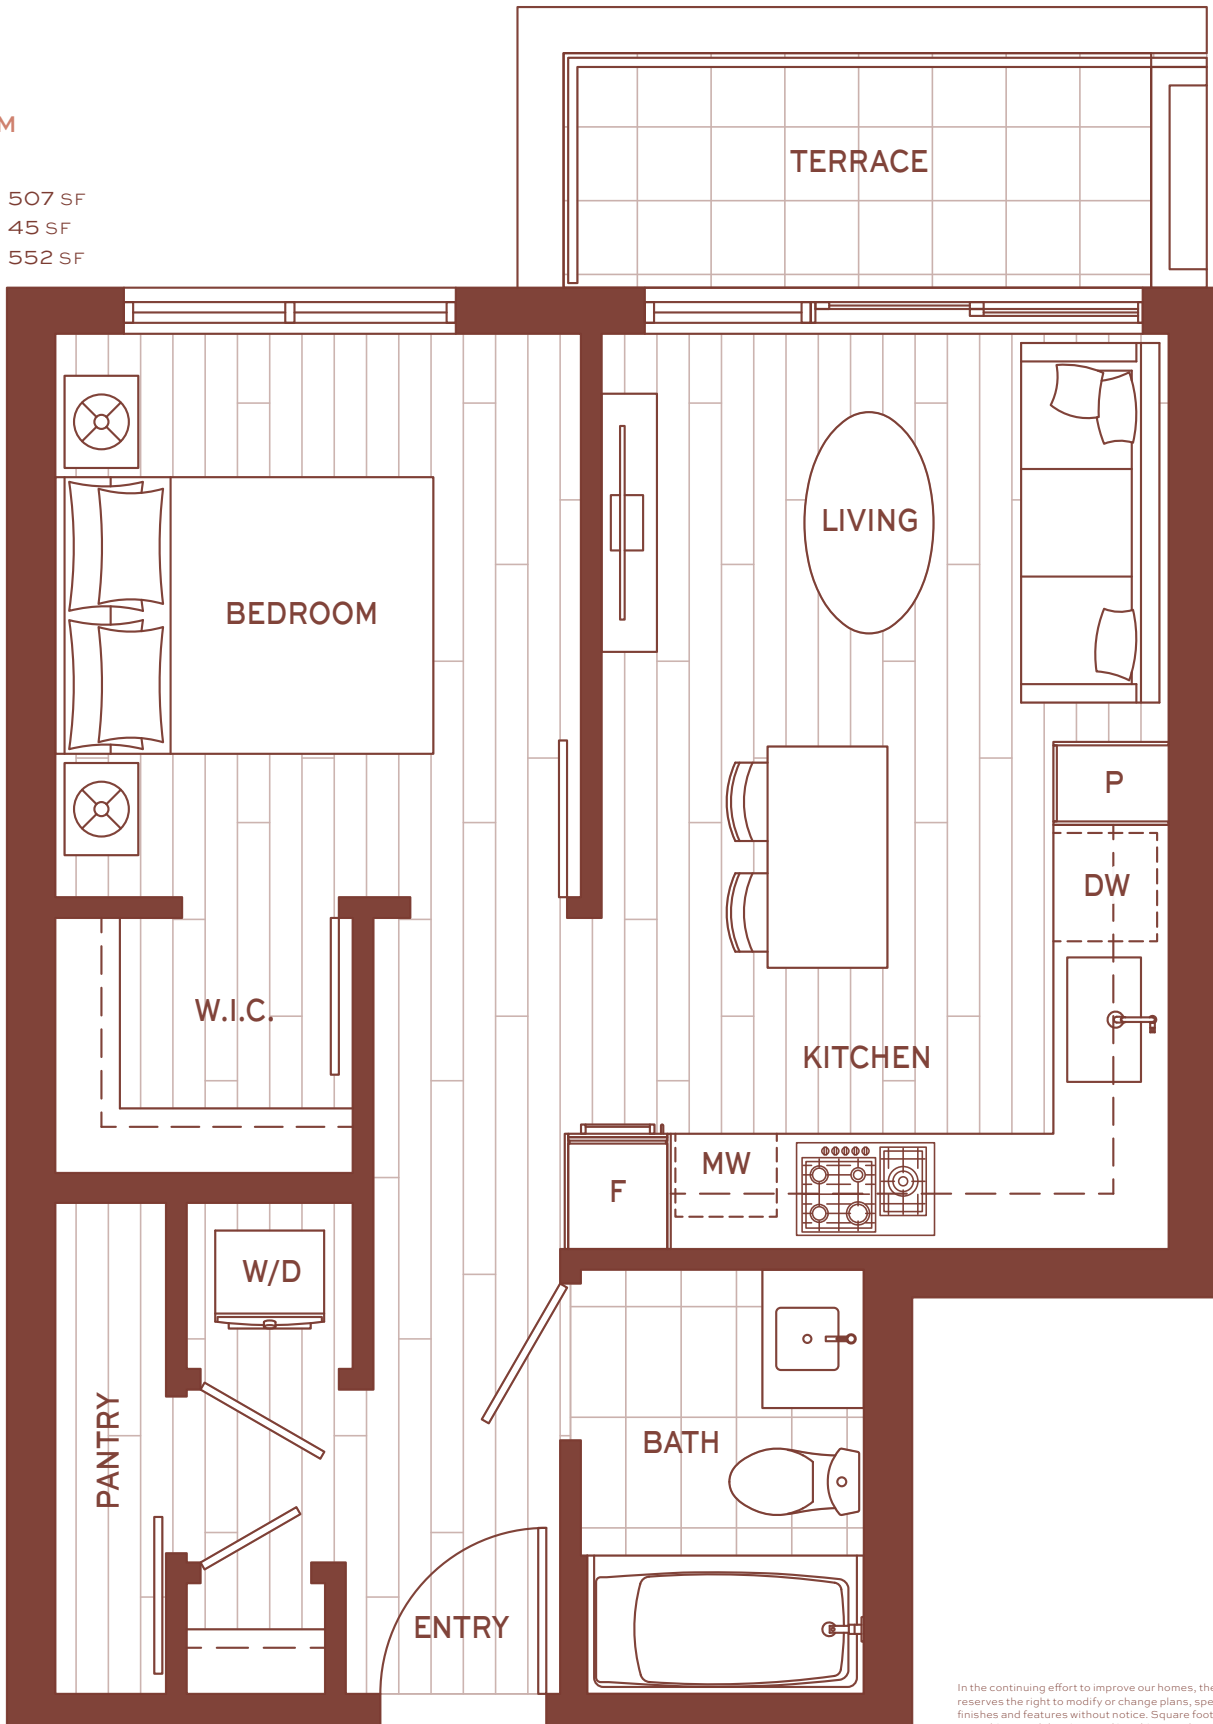 M
507 SF
45 SF
552 SF
TERRACE
LIVING
BEDROOM
P
DW
W.I.C.
KITCHEN
MW
F
W/D
PANTRY
BATH
ENTRY
In the continuing effort to improve our homes, the
reserves the right to modify or change plans, spe
finishes and features without notice. Square foot